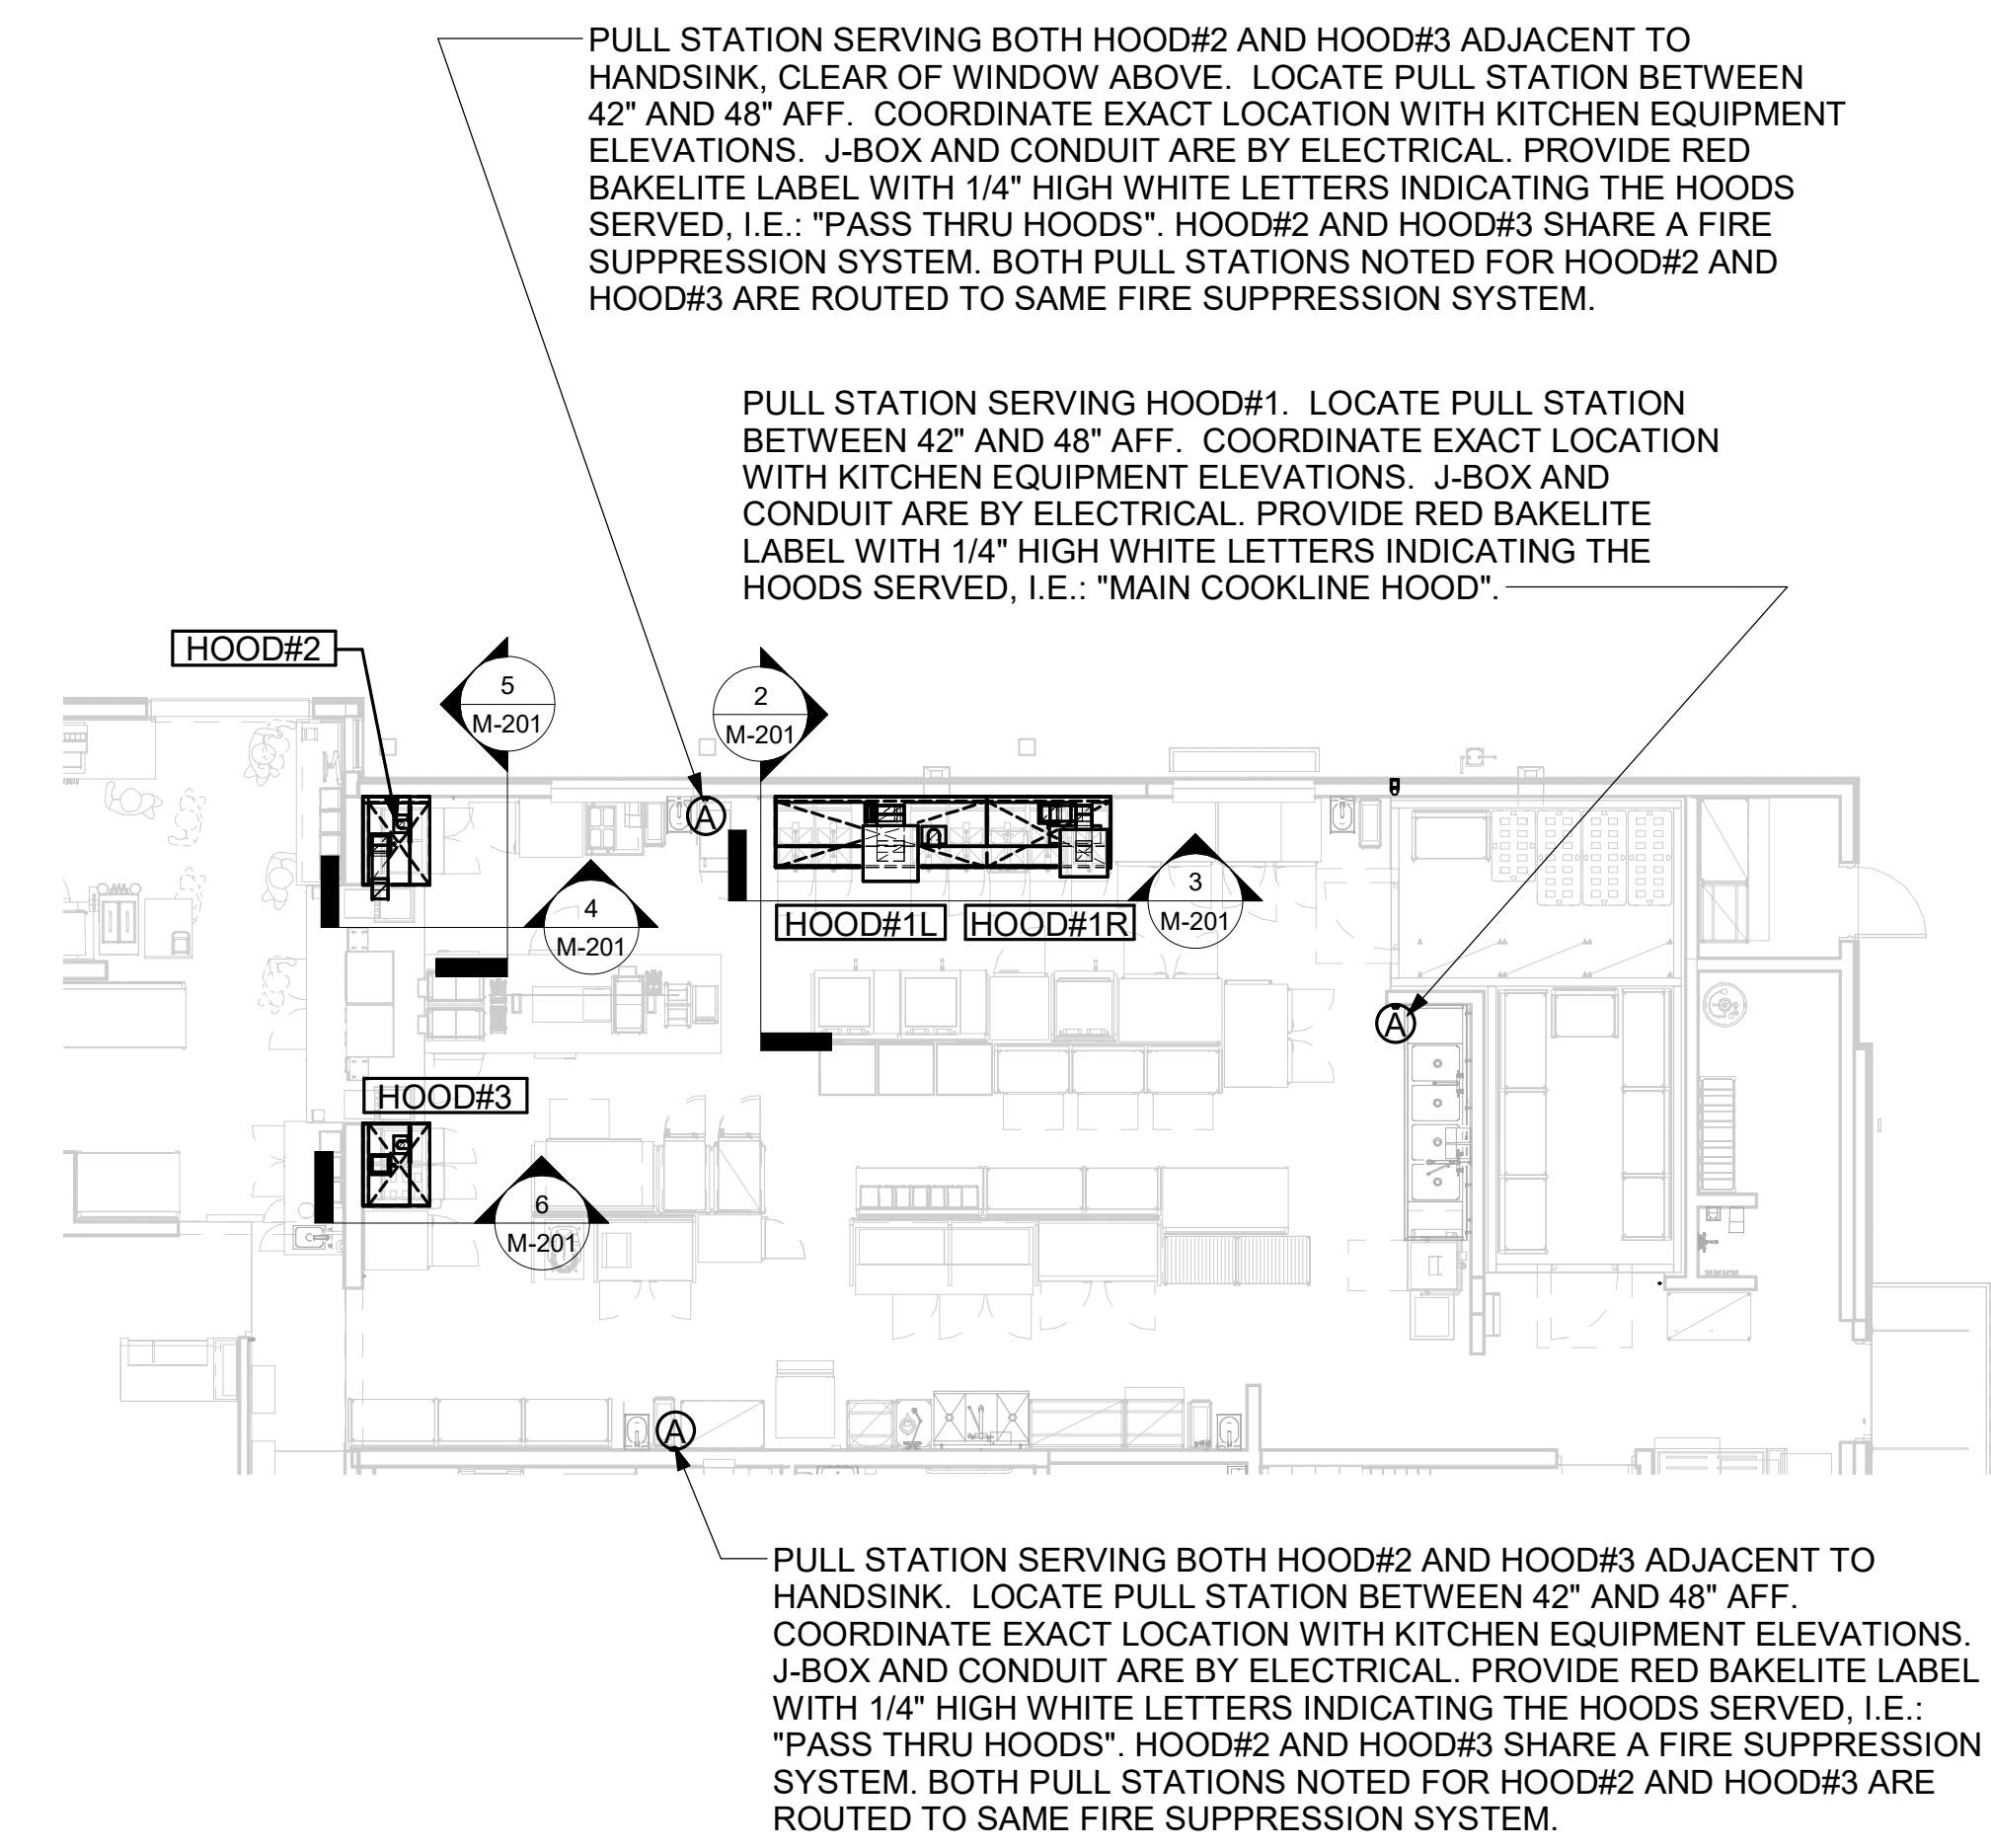 PULL STATION SERVING BOTH HOOD#2 AND HOOD#3 ADJACENT TO
HANDSINK, CLEAR OF WINDOW ABOVE.  LOCATE PULL STATION BETWEEN
42" AND 48" AFF.  COORDINATE EXACT LOCATION WITH KITCHEN EQUIPMENT
ELEVATIONS.  J-BOX AND CONDUIT ARE BY ELECTRICAL. PROVIDE RED
BAKELITE LABEL WITH 1/4" HIGH WHITE LETTERS INDICATING THE HOODS
SERVED, I.E.: "PASS THRU HOODS". HOOD#2 AND HOOD#3 SHARE A FIRE
SUPPRESSION SYSTEM. BOTH PULL STATIONS NOTED FOR HOOD#2 AND
HOOD#3 ARE ROUTED TO SAME FIRE SUPPRESSION SYSTEM.
PULL STATION SERVING HOOD#1.  LOCATE PULL STATION
BETWEEN 42" AND 48" AFF.  COORDINATE EXACT LOCATION
WITH KITCHEN EQUIPMENT ELEVATIONS.  J-BOX AND
CONDUIT ARE BY ELECTRICAL. PROVIDE RED BAKELITE
LABEL WITH 1/4" HIGH WHITE LETTERS INDICATING THE
HOODS SERVED, I.E.: "MAIN COOKLINE HOOD".
HOOD#2
5
M-201
2
M-201
A
3
M-201
4
M-201
HOOD#1L
HOOD#1R
A
HOOD#3
6
M-201
A
PULL STATION SERVING BOTH HOOD#2 AND HOOD#3 ADJACENT TO
HANDSINK.  LOCATE PULL STATION BETWEEN 42" AND 48" AFF.
COORDINATE EXACT LOCATION WITH KITCHEN EQUIPMENT ELEVATIONS.
J-BOX AND CONDUIT ARE BY ELECTRICAL. PROVIDE RED BAKELITE LABEL
WITH 1/4" HIGH WHITE LETTERS INDICATING THE HOODS SERVED, I.E.:
"PASS THRU HOODS". HOOD#2 AND HOOD#3 SHARE A FIRE SUPPRESSION
SYSTEM. BOTH PULL STATIONS NOTED FOR HOOD#2 AND HOOD#3 ARE
ROUTED TO SAME FIRE SUPPRESSION SYSTEM.